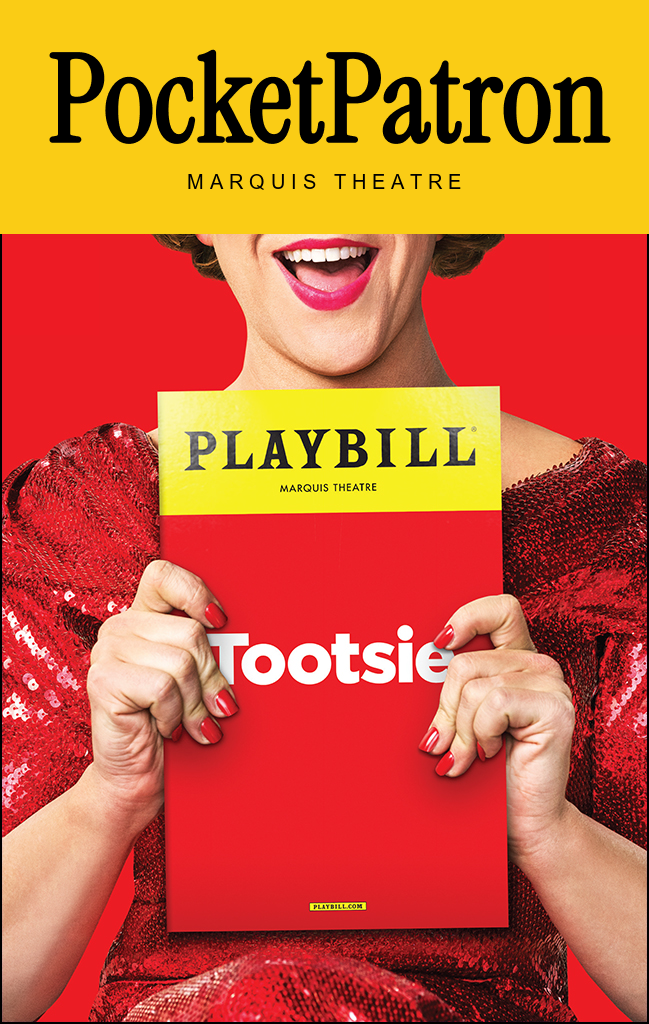 PocketPatron
MARQUIS THEATRE
PLAYBILL®
MARQUIS THEATRE
Tootsie
PLAYBILL.COM